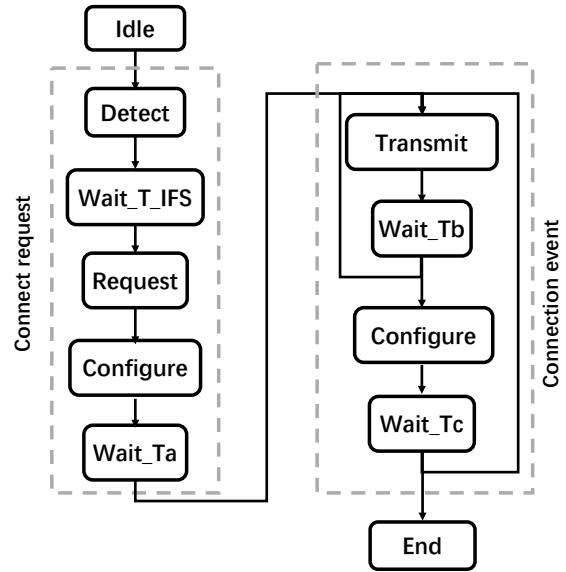 Idle
Connect request
Detect
Wait_T_IFS
Request
Configure
Wait_Ta
Connection event
Transmit
Wait_Tb
Configure
Wait_Tc
End